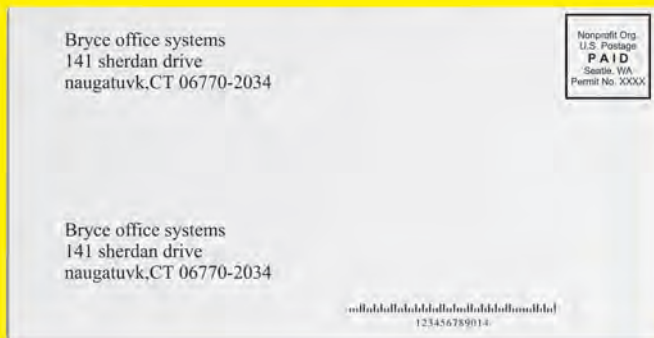 Bryce office systems
141 sherdan drive
naugatuvk,CT 06770-2034
Nonprofit Org.
U.S. Postage
PAID
Seatle, WA
Permit No. XXXX
Bryce office systems
141 sherdan drive
naugatuvk,CT 06770-2034
123456789014